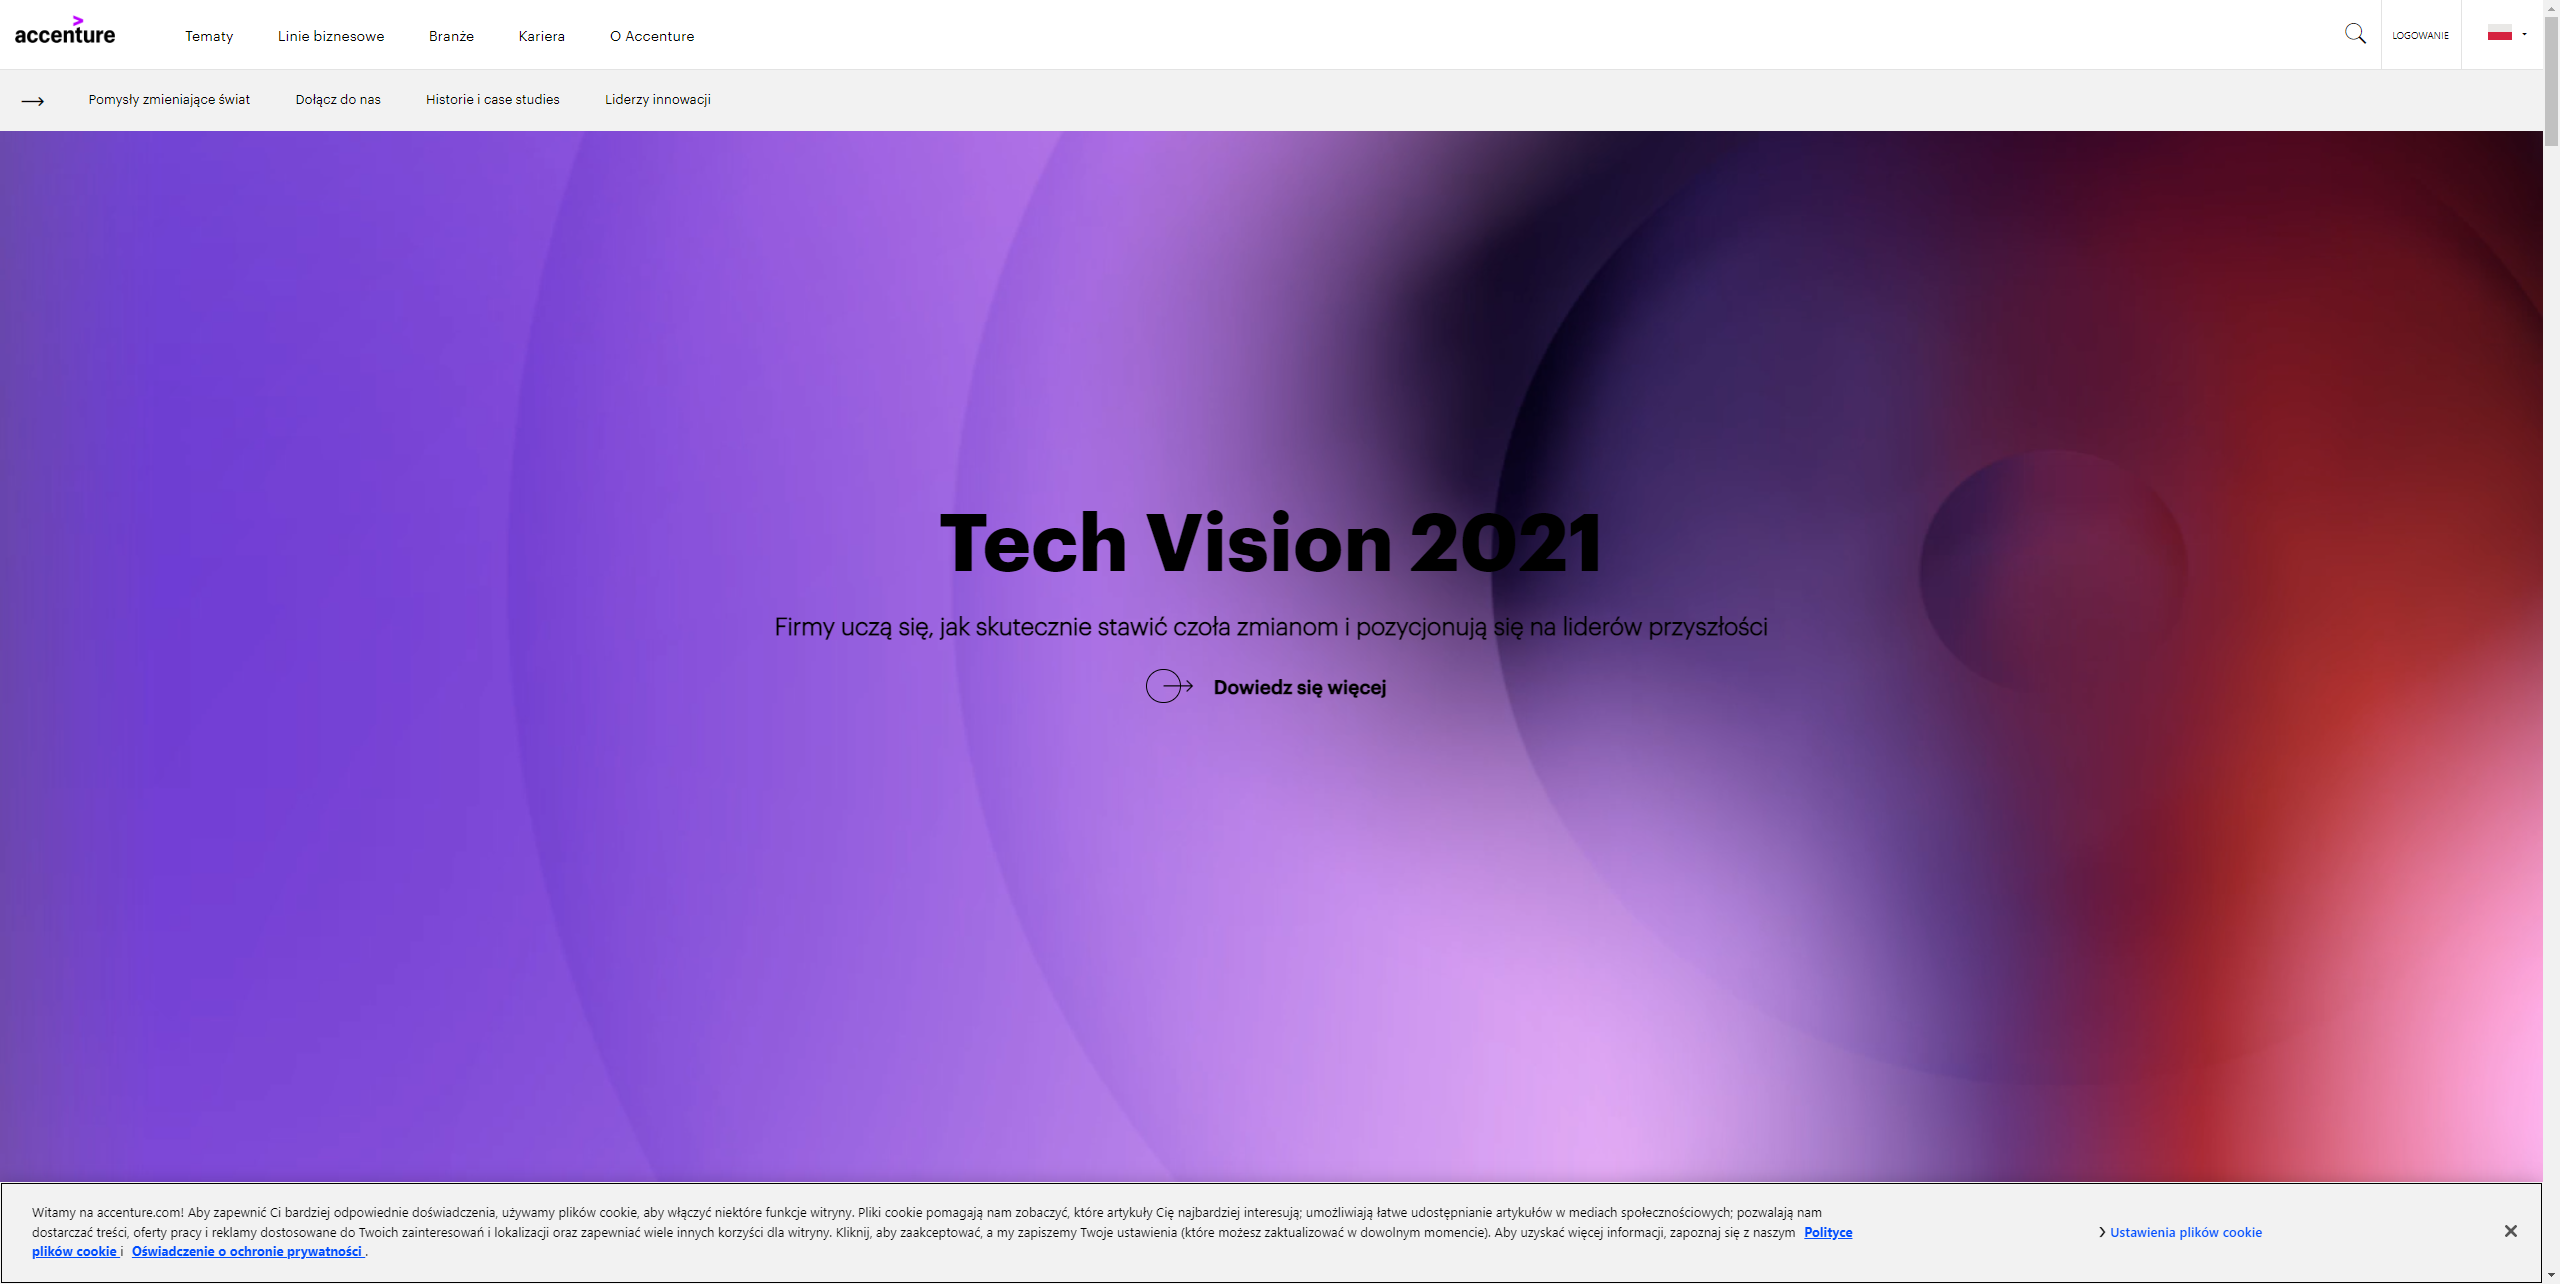 accenture
Tematy
Linie biznesowe
Branże
Kariera
O Accenture
LOGOWANIE
Pomysły zmieniające świat
Dołącz do nas
Historie i case studies
Liderzy innowacji
Tech Vision 2021
Firmy uczą się, jak skutecznie stawić czoła zmianom i pozycjonują się na liderów przyszłości
Dowiedz się więcej
Witamy na accenture.com! Aby zapewnić Ci bardziej odpowiednie doświadczenia, używamy plików cookie, aby włączyć niektóre funkcje witryny. Pliki cookie pomagają nam zobaczyć, które artykuły Cię najbardziej interesują; umożliwiają łatwe udostępnianie artykułów w mediach społecznościowych; pozwalają nam
dostarczać treści, oferty pracy i reklamy dostosowane do Twoich zainteresowań i lokalizacji oraz zapewniać wiele innych korzyści dla witryny. Kliknij, aby zaakceptować, a my zapiszemy Twoje ustawienia (które możesz zaktualizować w dowolnym momencie). Aby uzyskać więcej informacji, zapoznaj się z naszym Polityce
plików cookie i Oświadczenie o ochronie prywatności .
Ustawienia plików cookie